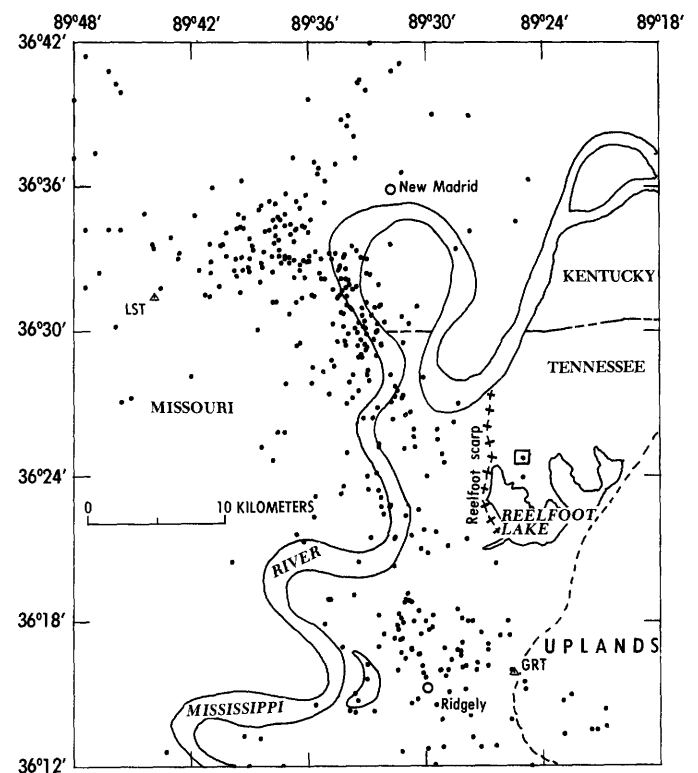 89°48′ 89°42′ 89°36′ 89°30′ 89°24′ 89°18′
36°42′
36°36′
New Madrid
KENTUCKY
LST
36°30′
TENNESSEE
MISSOURI
Reelfoot scarp
36°24′
0 10 KILOMETERS
REELFOOT
LAKE
RIVER
36°18′
UPLANDS
GRT
Ridgely
MISSISSIPPI
36°12′